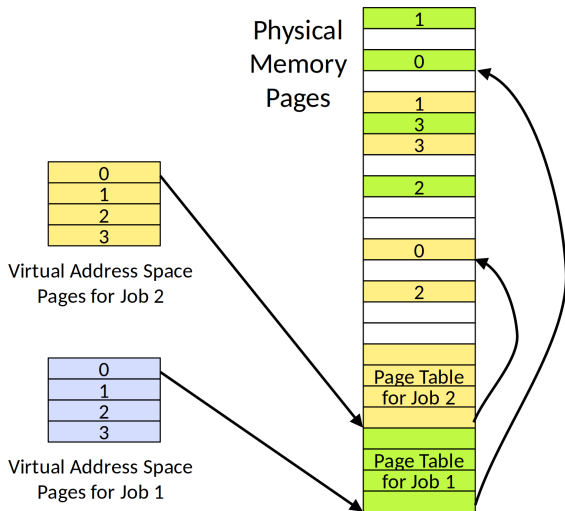 Physical
Memory
Pages
1
0
1
3
3
2
0
2
Page Table
for Job 2
Page Table
for Job 1
0
1
2
3
Virtual Address Space
Pages for Job 2
0
1
2
3
Virtual Address Space
Pages for Job 1